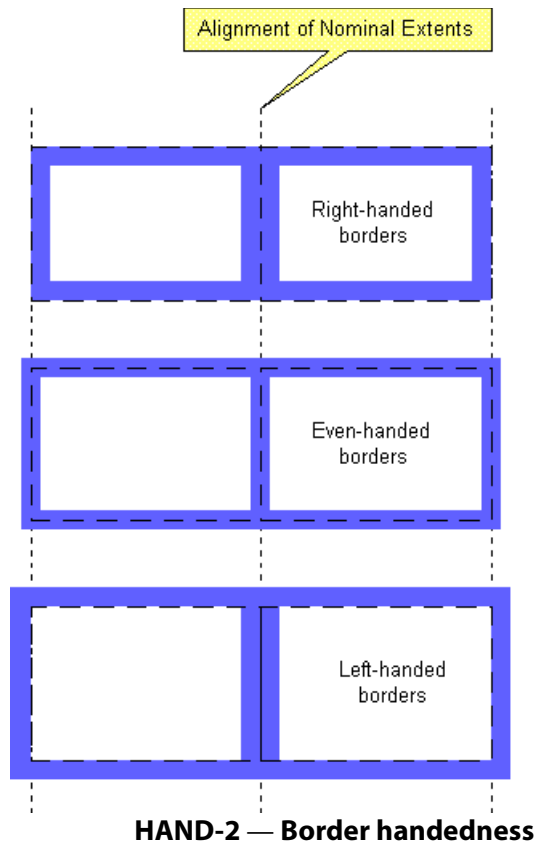 Alignment of Nominal Extents
Right-handed
borders
Even-handed
borders
Left-handed
borders
HAND-2 — Border handedness